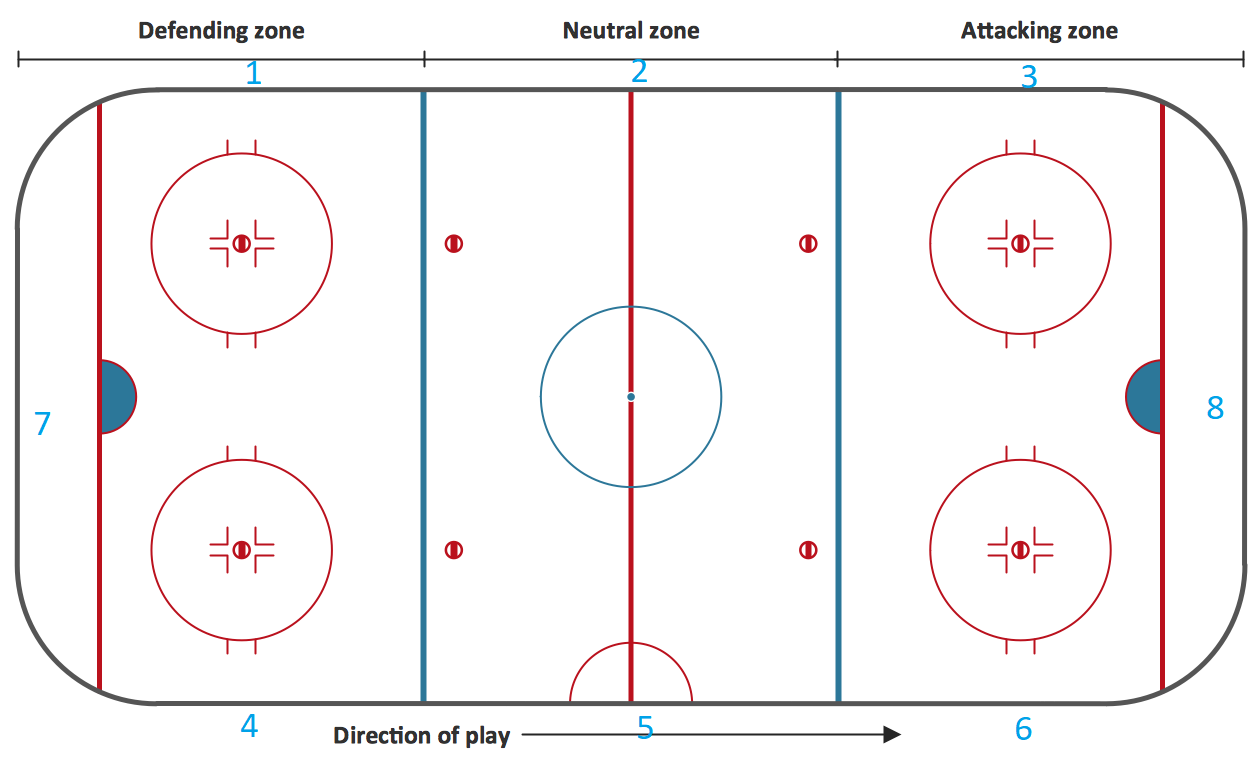 Defending zone
Neutral zone
Attacking zone
1
2
3
7
8
4
Direction of play
5
6